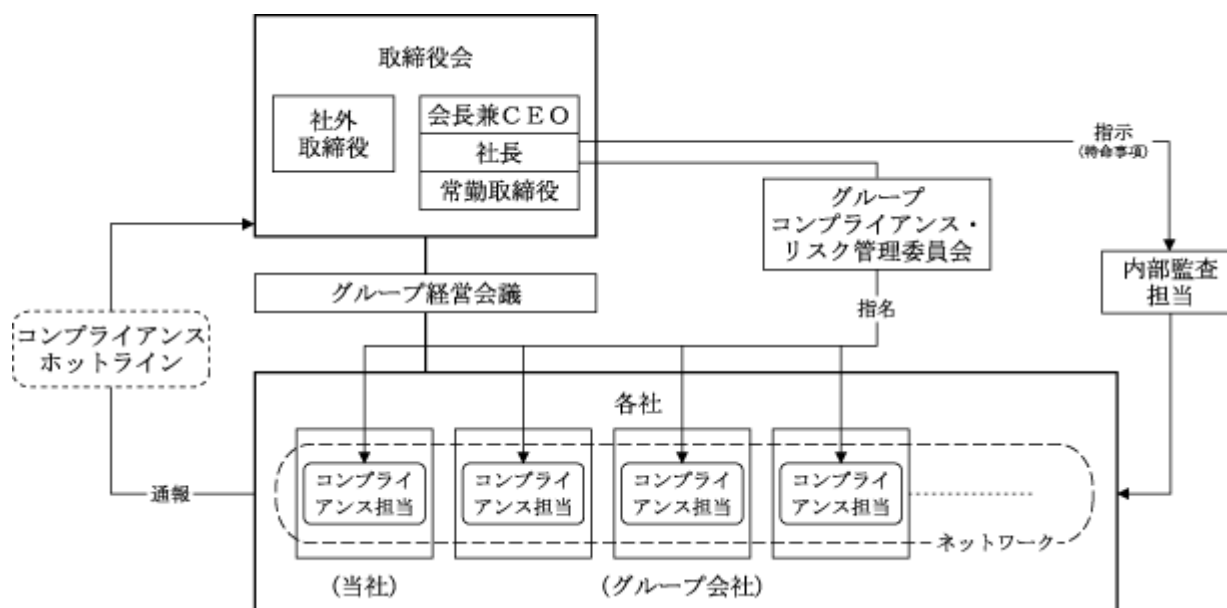 取締役会
社外
取締役
会長兼ＣＥＯ
社長
常勤取締役
指示
(特命事項)
グループ
コンプライアンス・
リスク管理委員会
内部監査
担当
グループ経営会議
指名
コンプライアンス
ホットライン
各社
コンプライ
アンス担当
コンプライ
アンス担当
コンプライ
アンス担当
コンプライ
アンス担当
通報
ネットワーク
(当社)
(グループ会社)